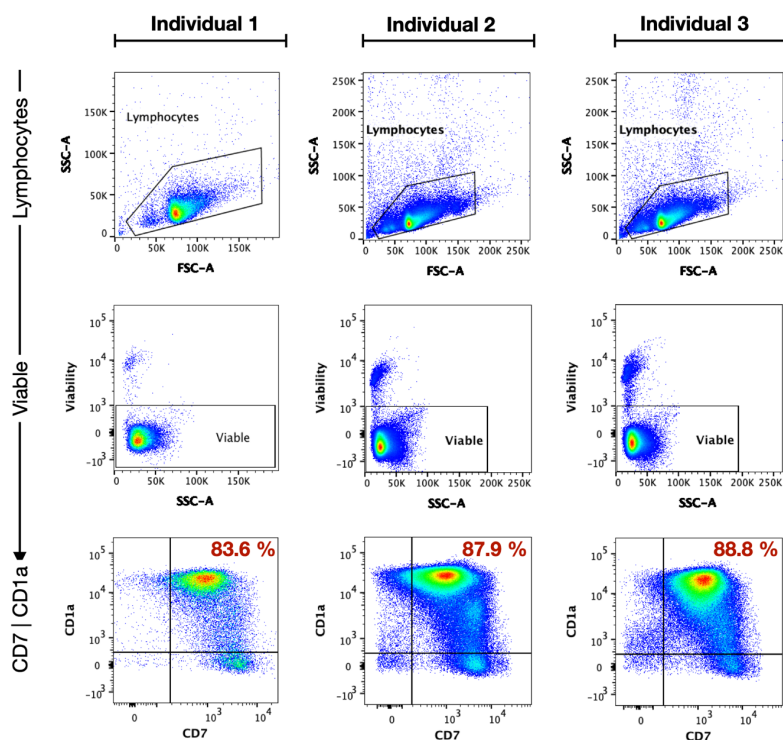 Individual 1
Individual 2
Individual 3
Lymphocytes
SSC-A
150K
100K
50K
0
Lymphocytes
0 50K 100K 150K
FSC-A
SSC-A
250K
200K
150K
100K
50K
0
Lymphocytes
0 50K 100K 150K 200K 250K
FSC-A
SSC-A
250K
200K
150K
100K
50K
0
Lymphocytes
0 50K 100K 150K 200K 250K
FSC-A
Viable
Viability
10^5
10^4
10^3
0
-10^3
Viable
0 50K 100K 150K
SSC-A
Viability
10^5
10^4
10^3
0
-10^3
Viable
0 50K 100K 150K 200K 250K
SSC-A
Viability
10^5
10^4
10^3
0
-10^3
Viable
0 50K 100K 150K 200K 250K
SSC-A
CD7 | CD1a
CD1a
10^5
10^4
10^3
0
-10^3
83.6 %
0 10^3 10^4
CD7
CD1a
10^5
10^4
10^3
0
-10^3
87.9 %
0 10^3 10^4
CD7
CD1a
10^5
10^4
10^3
0
-10^3
88.8 %
0 10^3 10^4
CD7